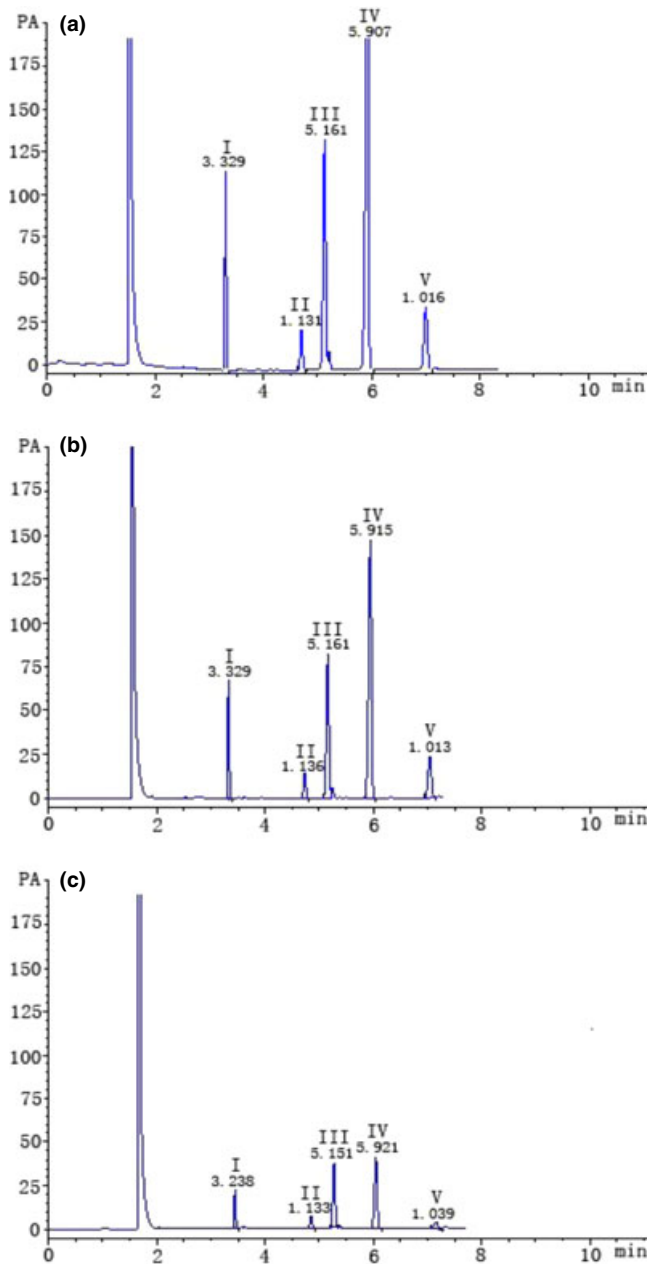 PA
(a)
IV
5.907
175
150
III
5.161
125
I
3.329
100
75
50
V
1.016
II
1.131
25
0
0 2 4 6 8 10 min
PA
(b)
175
IV
5.915
150
125
100
III
5.161
75
I
3.329
50
V
1.013
II
1.136
25
0
0 2 4 6 8 10 min
PA
(c)
175
150
125
100
75
50
IV
5.921
III
5.151
I
3.238
25
II
1.133
V
1.039
0
0 2 4 6 8 10 min